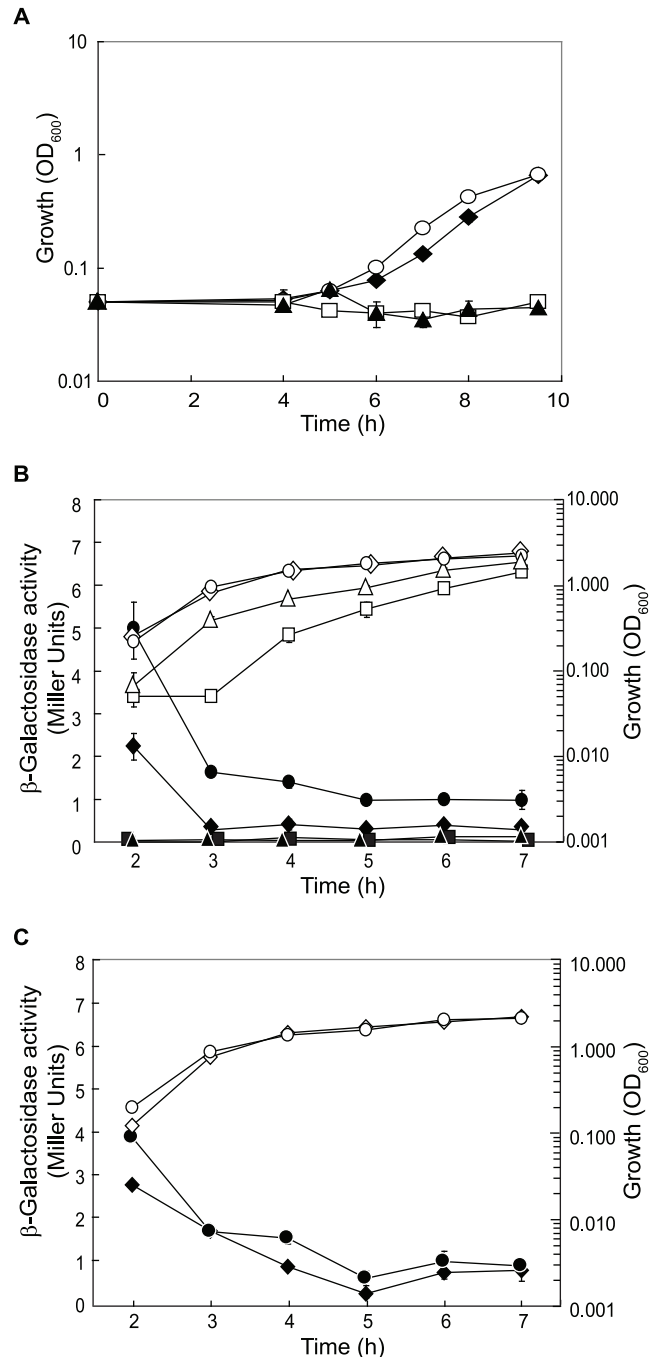 A
10
1
0.1
0.01
Growth (OD600)
0 2 4 6 8 10
Time (h)
B
8
7
6
5
4
3
2
1
0
β-Galactosidase activity
(Miller Units)
10.000
1.000
0.100
0.010
0.001
Growth (OD600)
2 3 4 5 6 7
Time (h)
C
8
7
6
5
4
3
2
1
0
β-Galactosidase activity
(Miller Units)
10.000
1.000
0.100
0.010
0.001
Growth (OD600)
2 3 4 5 6 7
Time (h)